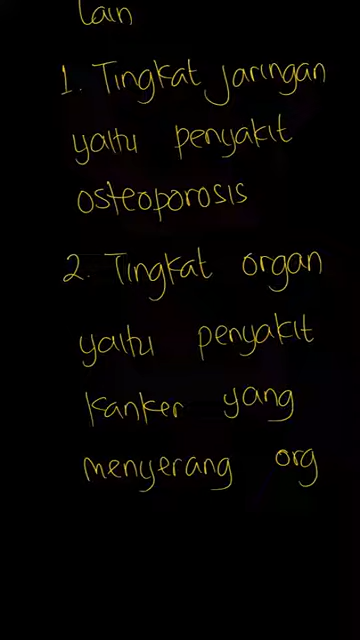 lain
1. Tingkat jaringan
yaitu penyakit
osteoporosis
2. Tingkat organ
yaitu penyakit
kanker yang
menyerang org